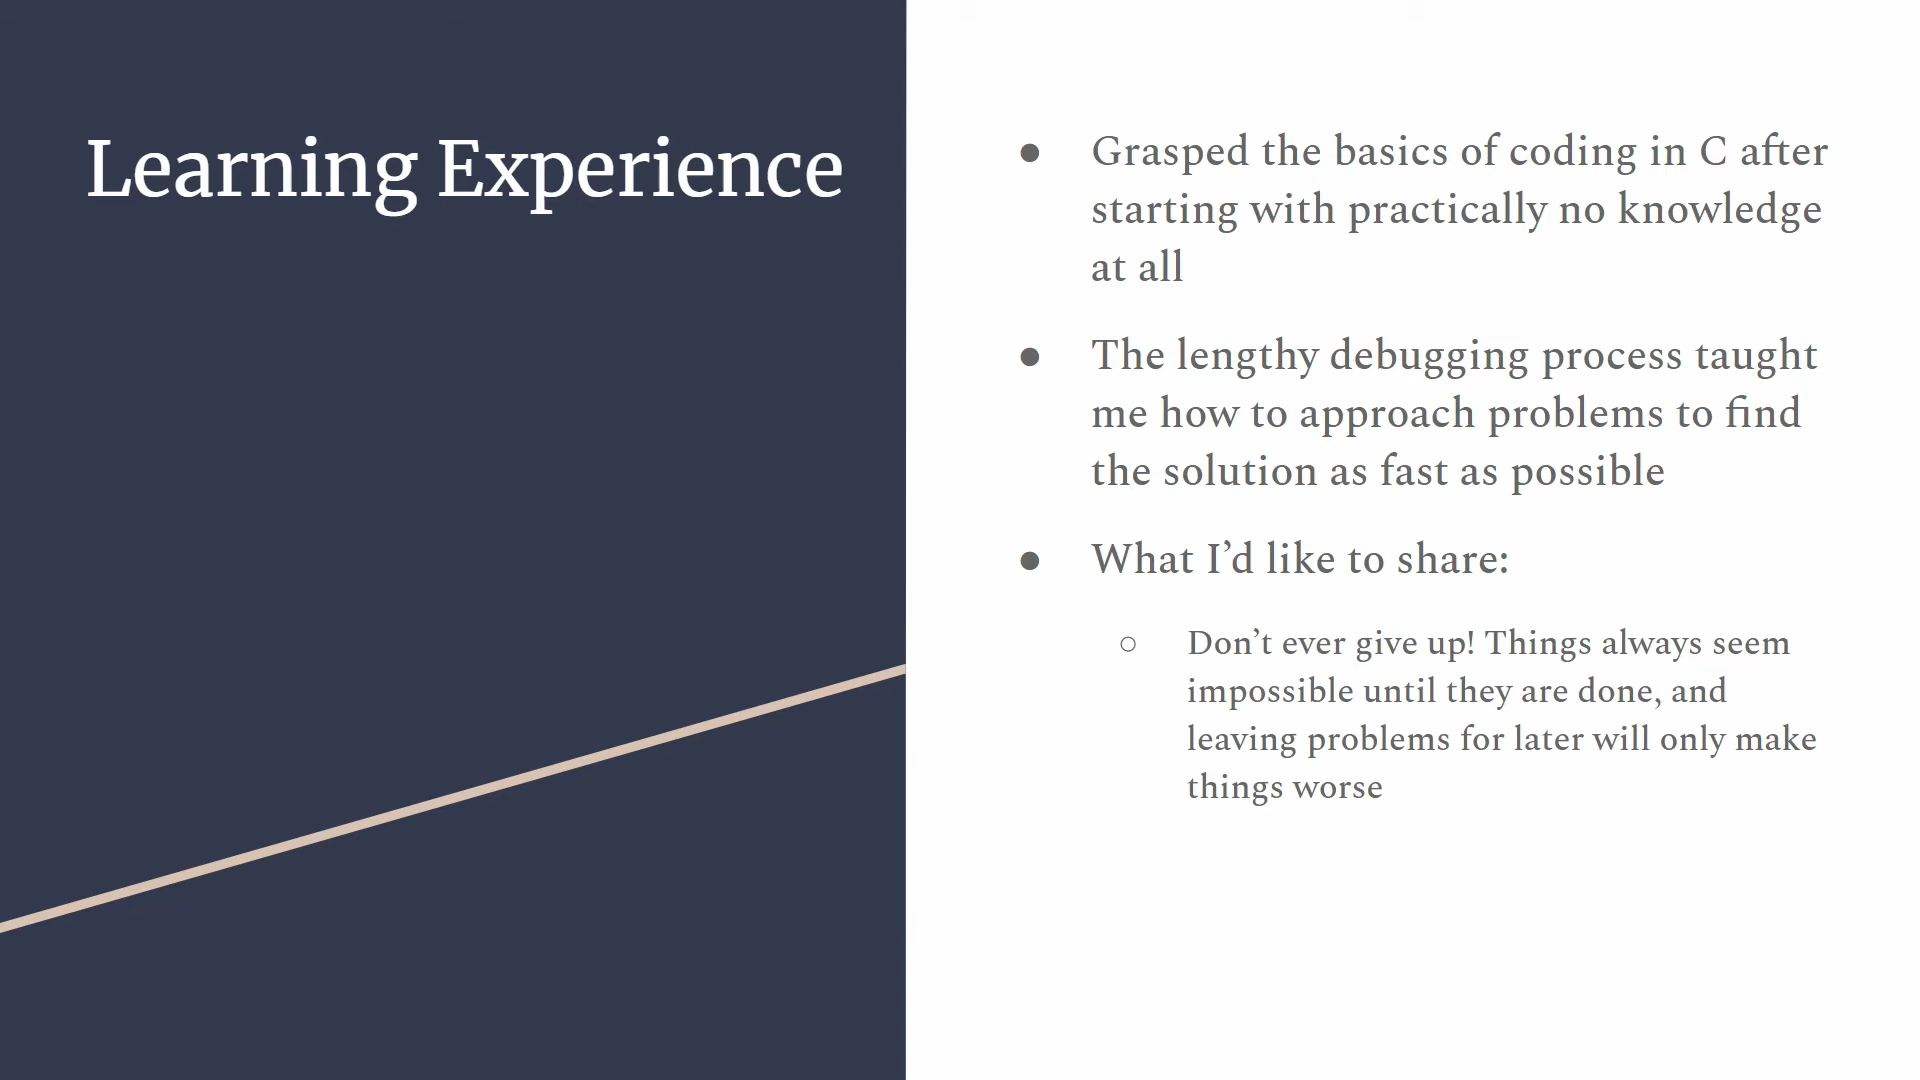 Learning Experience
● Grasped the basics of coding in C after
starting with practically no knowledge
at all
● The lengthy debugging process taught
me how to approach problems to find
the solution as fast as possible
● What I’d like to share:
○ Don’t ever give up! Things always seem
impossible until they are done, and
leaving problems for later will only make
things worse